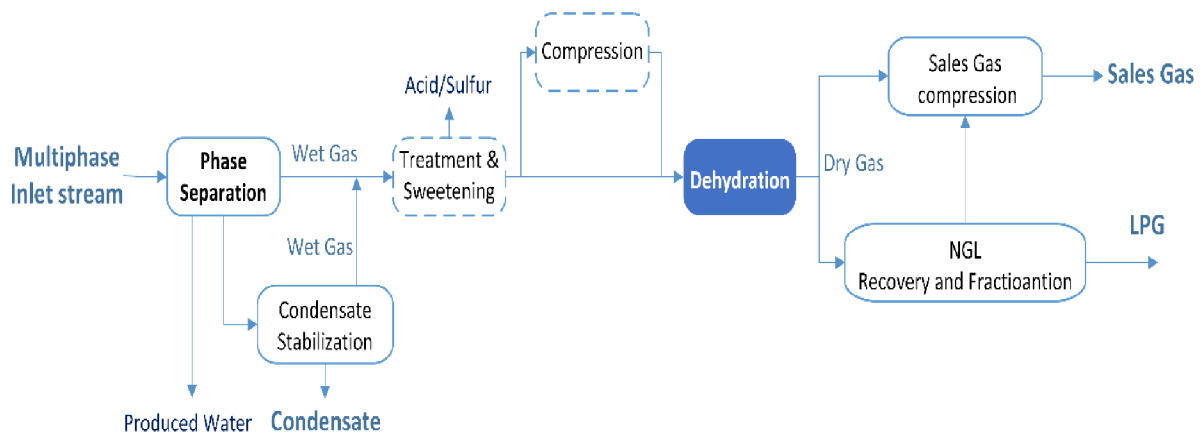 Compression
Sales Gas
compression
Sales Gas
Acid/Sulfur
Multiphase
Inlet stream
Phase
Separation
Wet Gas
Treatment &
Sweetening
Dehydration
Dry Gas
Wet Gas
NGL
Recovery and Fractioantion
LPG
Condensate
Stabilization
Produced Water
Condensate